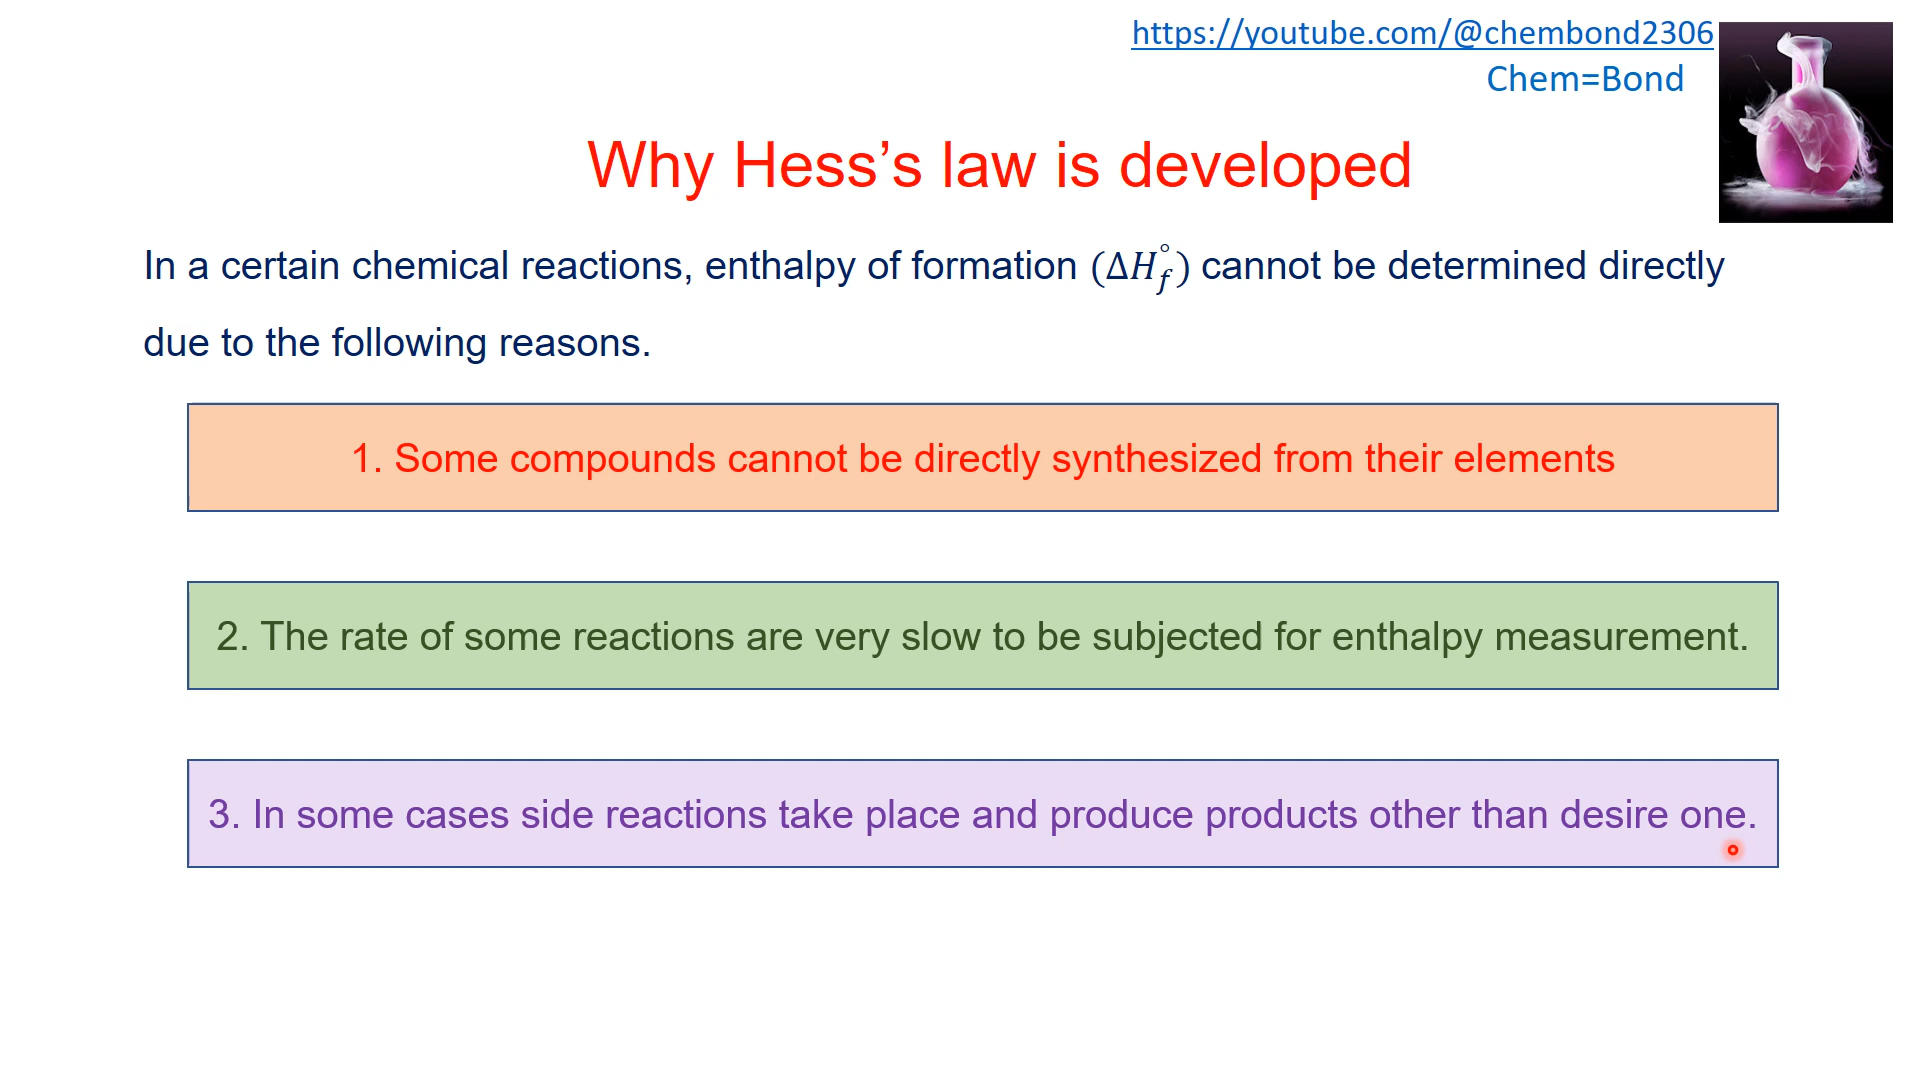 https://youtube.com/@chembond2306
Chem=Bond
Why Hess’s law is developed
In a certain chemical reactions, enthalpy of formation (ΔH°f) cannot be determined directly
due to the following reasons.
1. Some compounds cannot be directly synthesized from their elements
2. The rate of some reactions are very slow to be subjected for enthalpy measurement.
3. In some cases side reactions take place and produce products other than desire one.